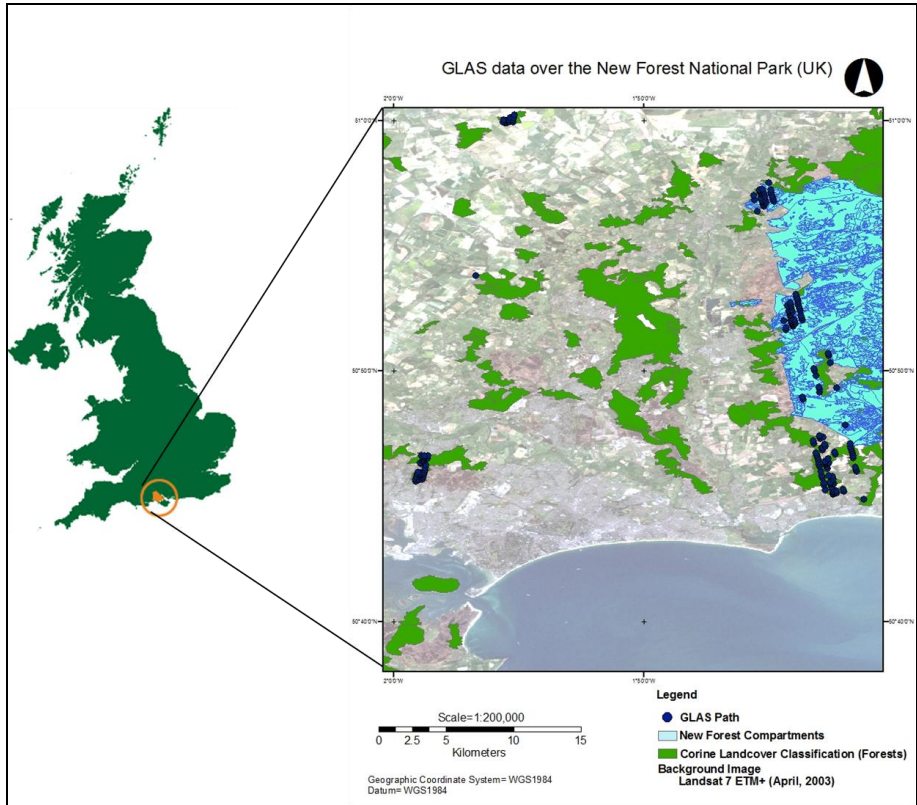 GLAS data over the New Forest National Park (UK)
2°0'0"W
1°50'0"W
51°0'0"N
51°0'0"N
50°50'0"N
50°50'0"N
50°40'0"N
50°40'0"N
2°0'0"W
1°50'0"W
Scale=1:200,000
0 2.5 5 10 15
Kilometers
Geographic Coordinate System= WGS1984
Datum= WGS1984
Legend
GLAS Path
New Forest Compartments
Corine Landcover Classification (Forests)
Background Image
Landsat 7 ETM+ (April, 2003)